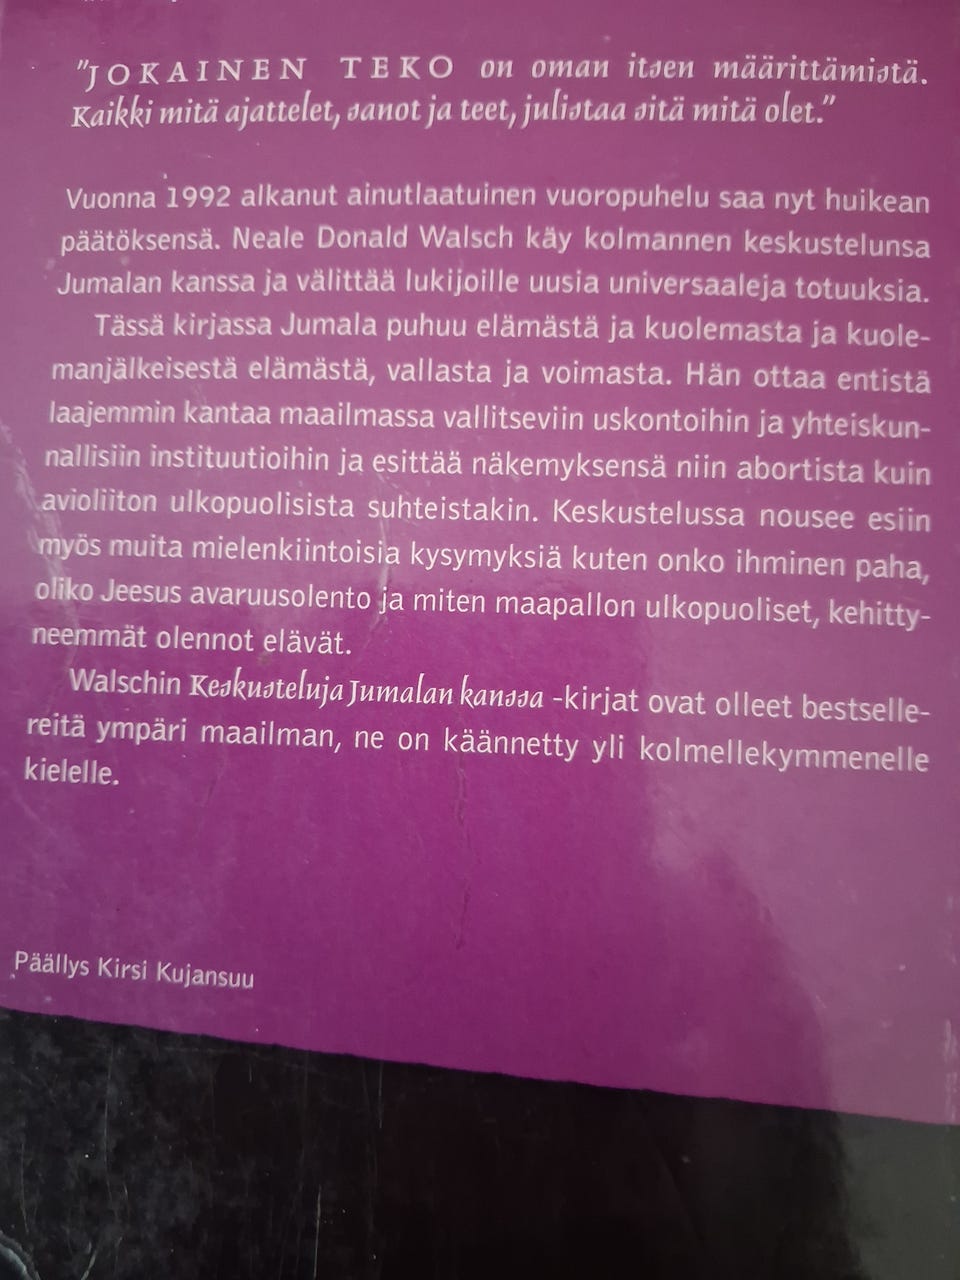 "JOKAINEN TEKO on oman itsen määrittämistä.
Kaikki mitä ajattelet, sanot ja teet, julistaa sitä mitä olet."
Vuonna 1992 alkanut ainutlaatuinen vuoropuhelu saa nyt huikean
päätöksensä. Neale Donald Walsch käy kolmannen keskustelunsa
Jumalan kanssa ja välittää lukijoille uusia universaaleja totuuksia.
Tässä kirjassa Jumala puhuu elämästä ja kuolemasta ja kuole-
manjälkeisestä elämästä, vallasta ja voimasta. Hän ottaa entistä
laajemmin kantaa maailmassa vallitseviin uskontoihin ja yhteiskun-
nallisiin instituutioihin ja esittää näkemyksensä niin abortista kuin
avioliiton ulkopuolisista suhteistakin. Keskustelussa nousee esiin
myös muita mielenkiintoisia kysymyksiä kuten onko ihminen paha,
oliko Jeesus avaruusolento ja miten maapallon ulkopuoliset, kehitty-
neemmät olennot elävät.
Walschin Keskusteluja Jumalan kanssa -kirjat ovat olleet bestselle-
reitä ympäri maailman, ne on käännetty yli kolmellekymmenelle
kielelle.
Päällys Kirsi Kujansuu